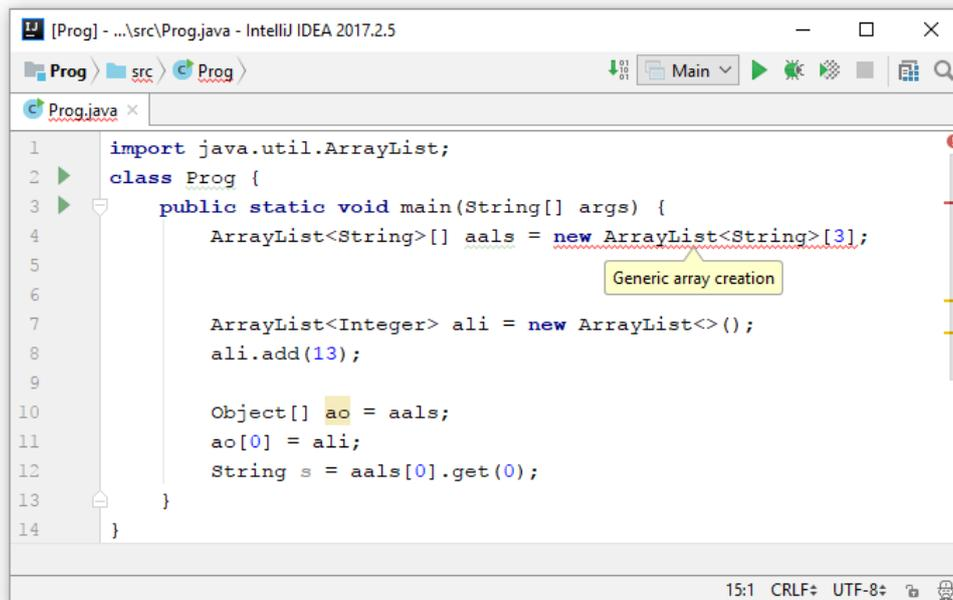 [Prog] - ...\src\Prog.java - IntelliJ IDEA 2017.2.5
Prog src Prog Main
Prog.java
1 import java.util.ArrayList;
2 class Prog {
3 public static void main(String[] args) {
4 ArrayList<String>[] aals = new ArrayList<String>[3];
5 Generic array creation
6
7 ArrayList<Integer> ali = new ArrayList<>();
8 ali.add(13);
9
10 Object[] ao = aals;
11 ao[0] = ali;
12 String s = aals[0].get(0);
13 }
14 }
15:1 CRLF UTF-8